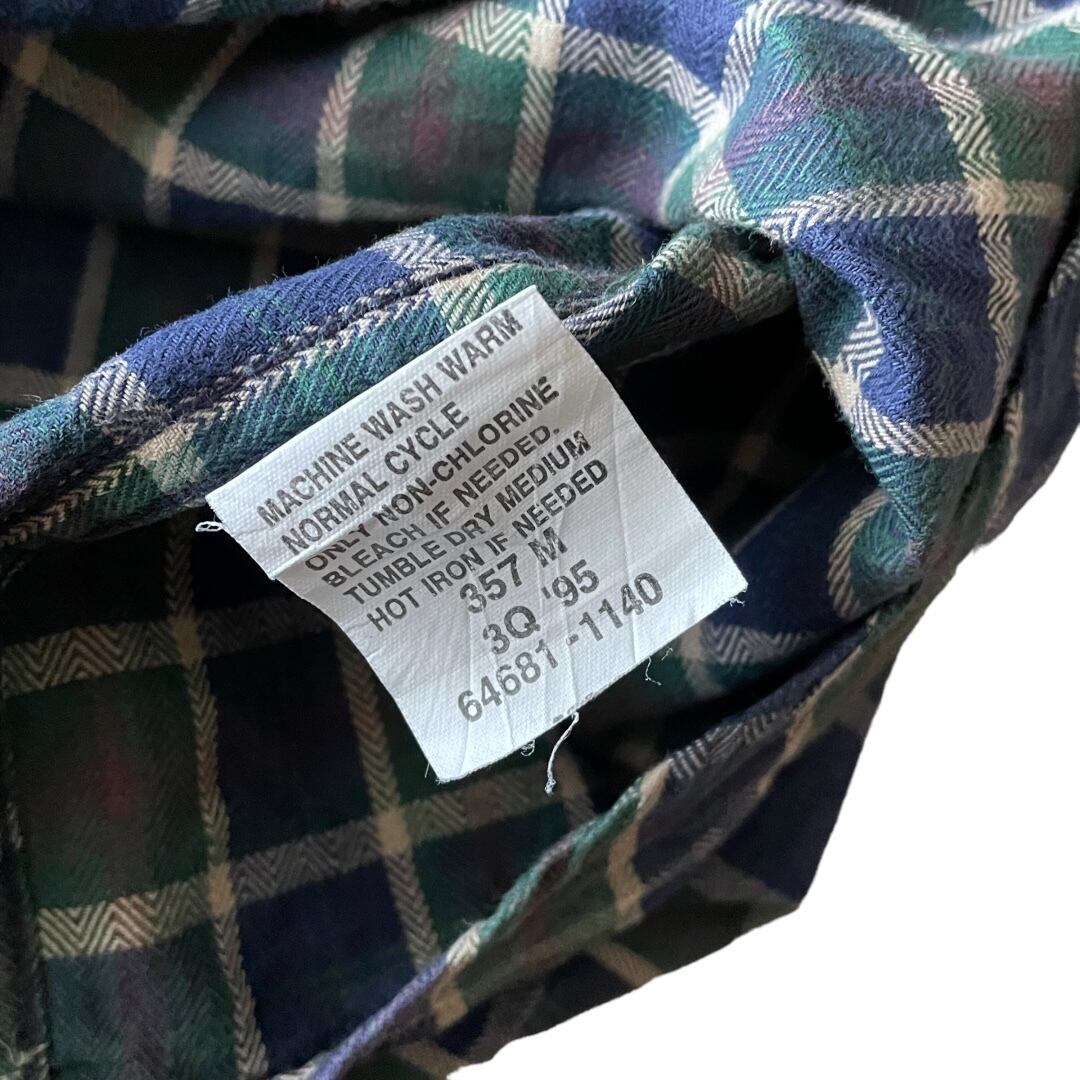 MACHINE WASH WARM
NORMAL CYCLE
ONLY NON-CHLORINE
BLEACH IF NEEDED.
TUMBLE DRY MEDIUM
HOT IRON IF NEEDED
357 M
3Q '95
64681-1140